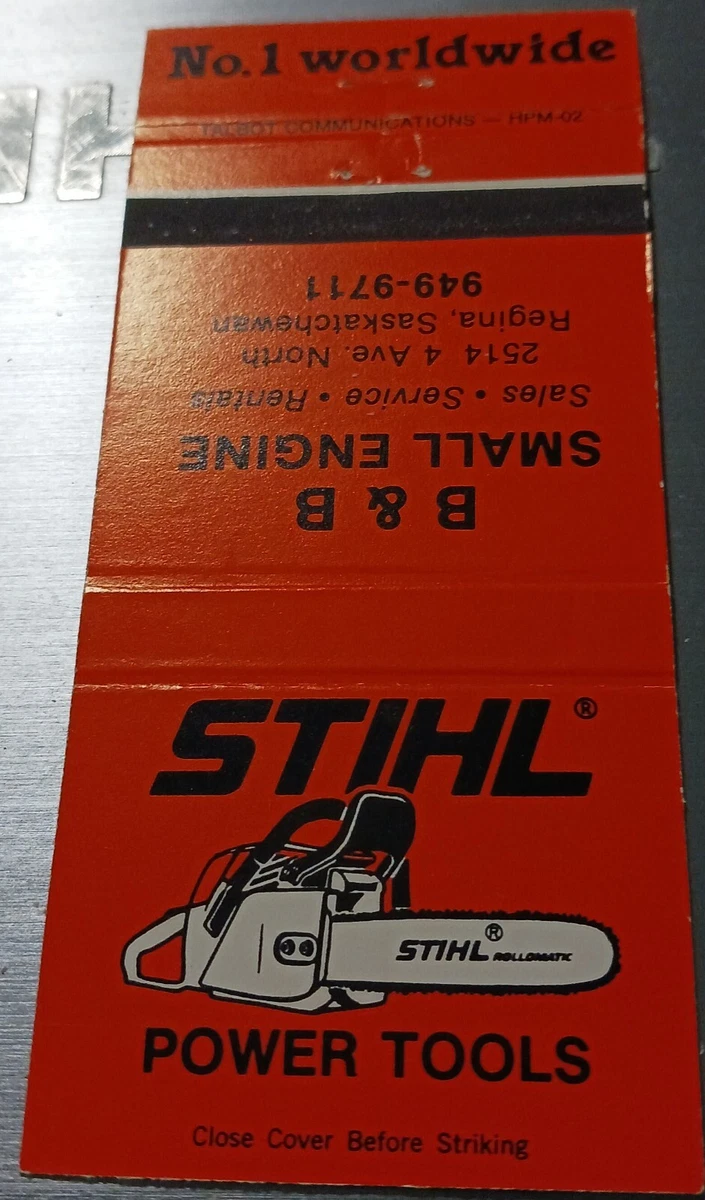 No.1 worldwide
TALBOT COMMUNICATIONS — HPM-02
B & B
SMALL ENGINE
Sales • Service • Rentals
2514 4 Ave. North
Regina, Saskatchewan
949-9711
STIHL®
STIHL® ROLLOMATIC
POWER TOOLS
Close Cover Before Striking